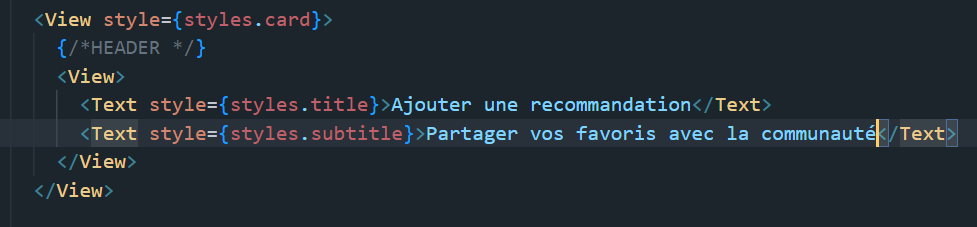 <View style={styles.card}>
{/*HEADER */}
<View>
<Text style={styles.title}>Ajouter une recommandation</Text>
<Text style={styles.subtitle}>Partager vos favoris avec la communauté</Text>
</View>
</View>